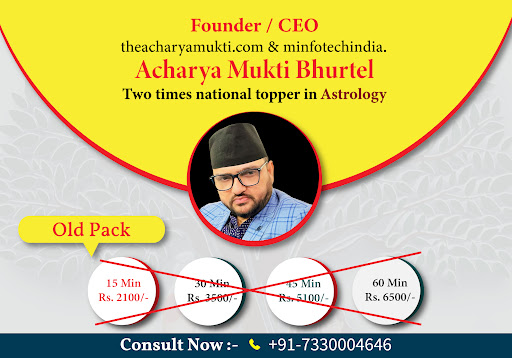 Founder / CEO
theacharyamukti.com & minfotechindia.
Acharya Mukti Bhurtel
Two times national topper in Astrology
Old Pack
15 Min
Rs. 2100/-
30 Min
Rs. 3500/-
45 Min
Rs. 5100/-
60 Min
Rs. 6500/-
Consult Now :- +91-7330004646